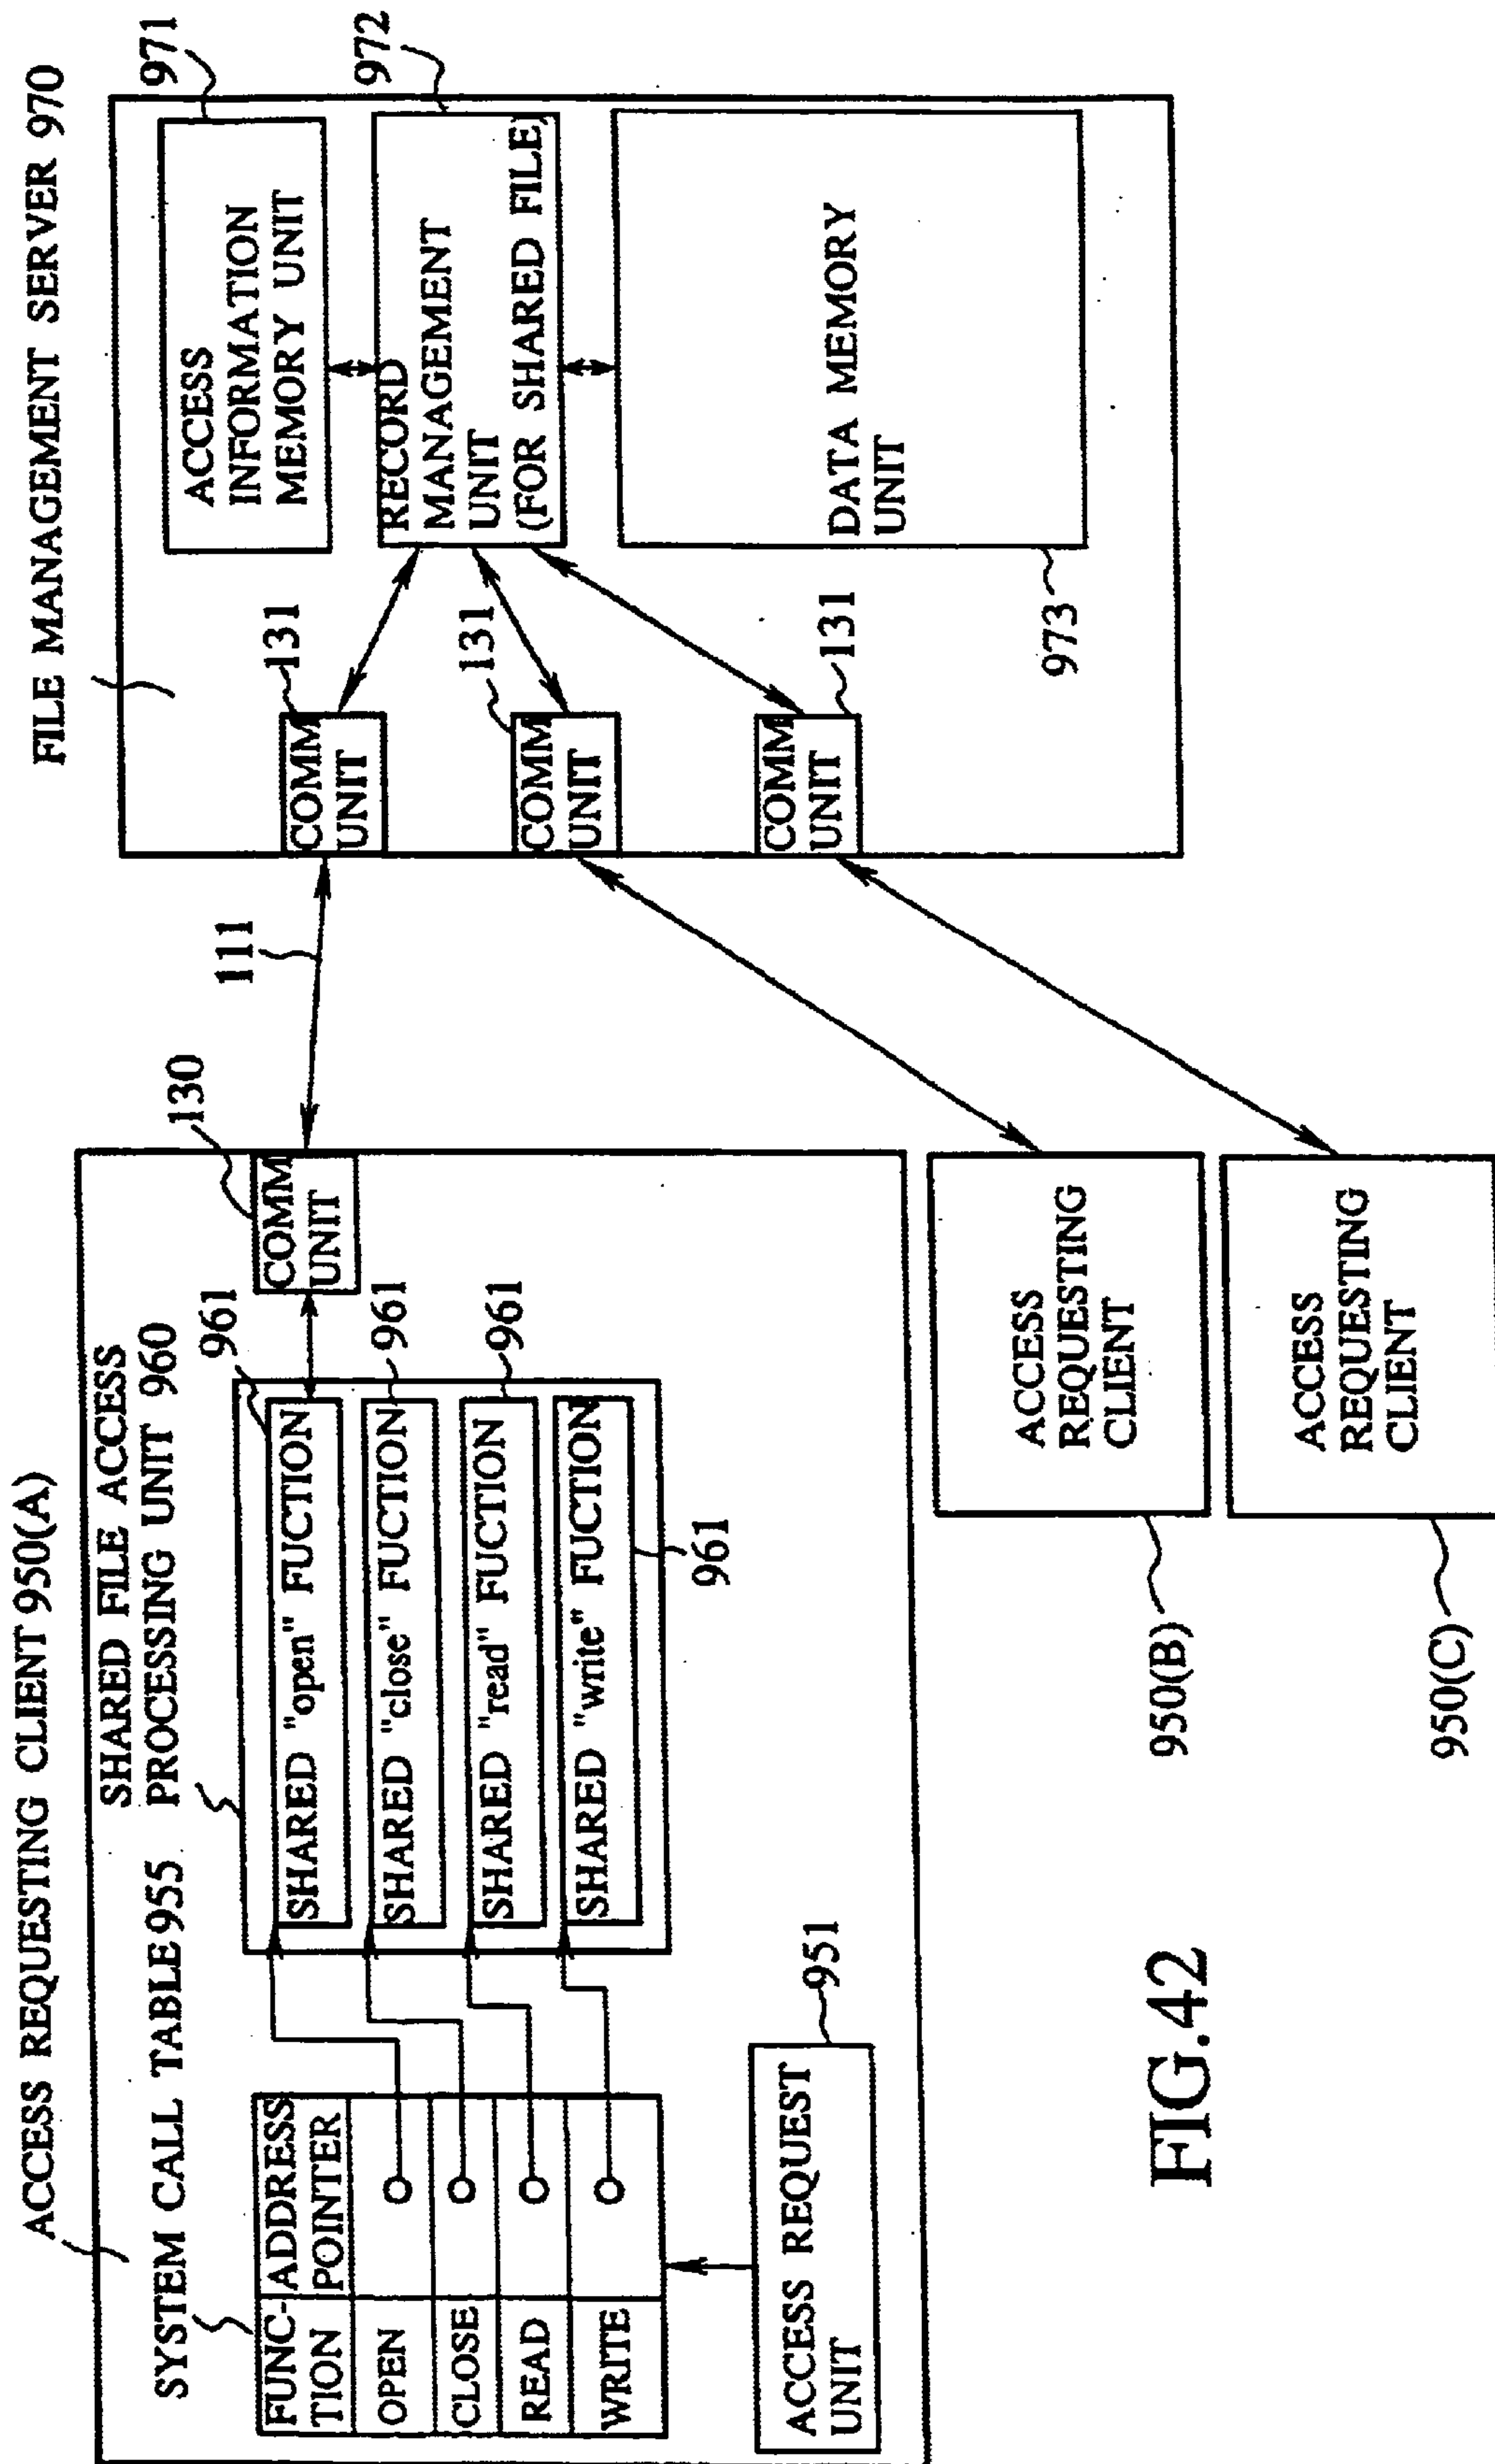 ACCESS REQUESTING CLIENT 950(A)
SYSTEM CALL TABLE 955
SHARED FILE ACCESS
PROCESSING UNIT 960
FUNC-
TION
ADDRESS
POINTER
OPEN
CLOSE
READ
WRITE
961
SHARED "open" FUCTION
961
SHARED "close" FUCTION
961
SHARED "read" FUCTION
SHARED "write" FUCTION
961
130
COMM
UNIT
ACCESS REQUEST
UNIT
951
111
FILE MANAGEMENT SERVER 970
131
COMM
UNIT
131
COMM
UNIT
131
COMM
UNIT
971
ACCESS
INFORMATION
MEMORY UNIT
972
RECORD
MANAGEMENT
UNIT
(FOR SHARED FILE)
DATA MEMORY
UNIT
973
ACCESS
REQUESTING
CLIENT
950(B)
ACCESS
REQUESTING
CLIENT
950(C)
FIG.42